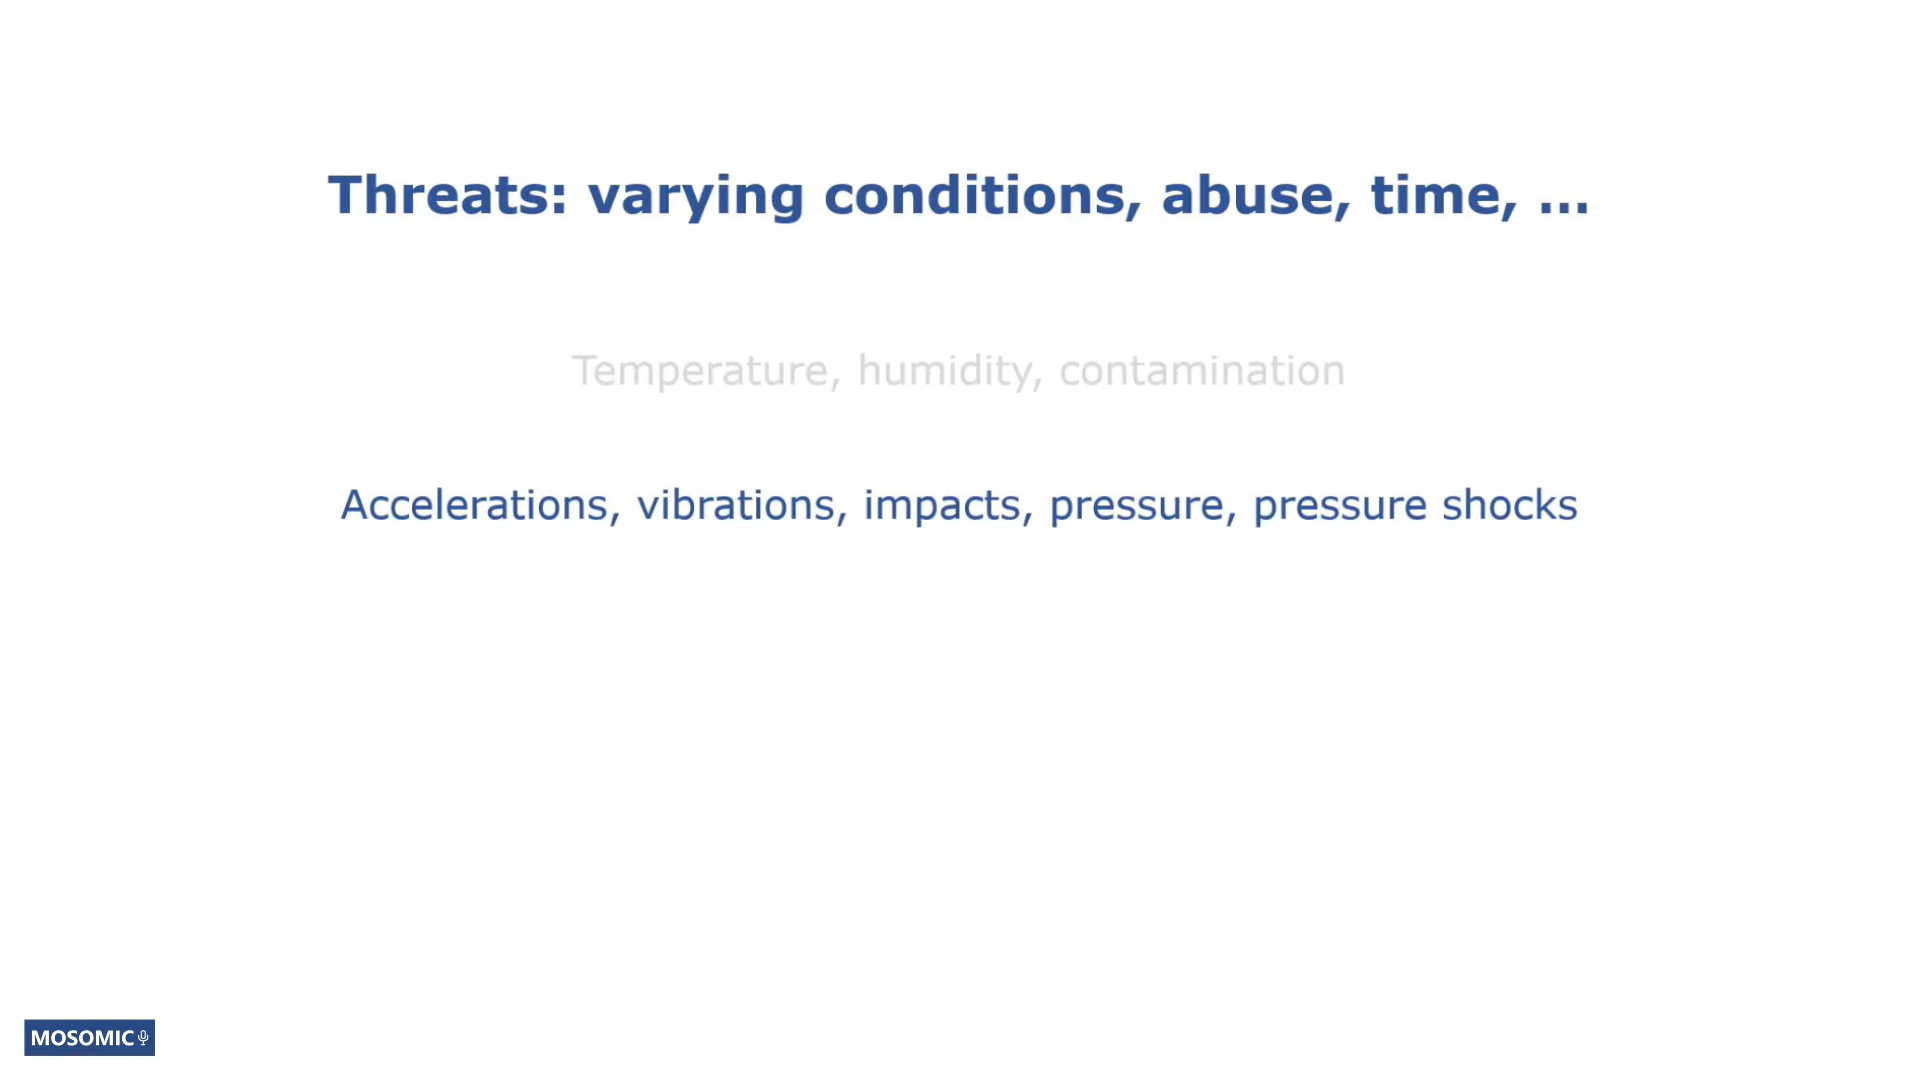 Threats: varying conditions, abuse, time, ...
Temperature, humidity, contamination
Accelerations, vibrations, impacts, pressure, pressure shocks
MOSOMIC